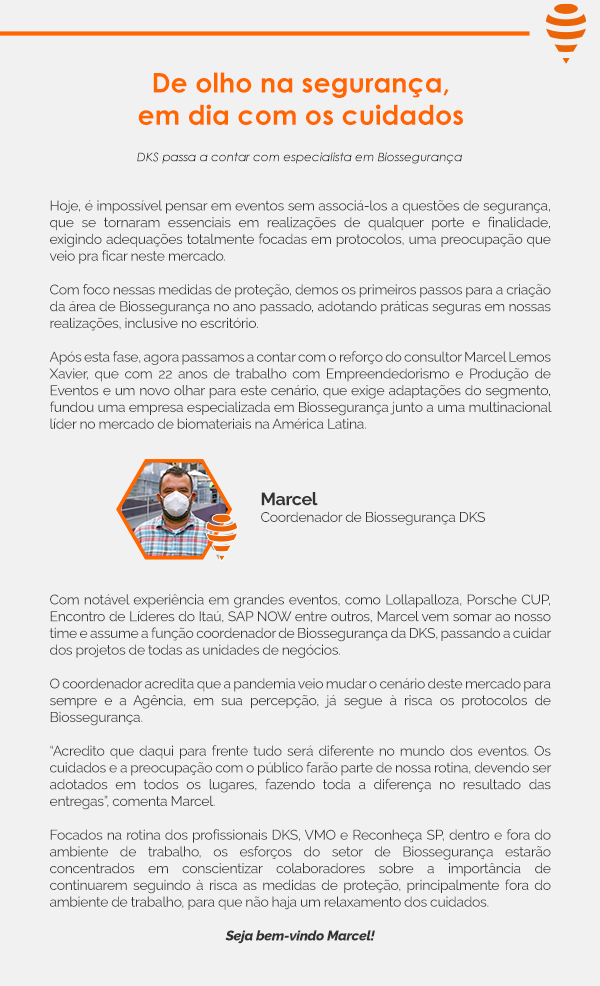 De olho na segurança,
em dia com os cuidados
DKS passa a contar com especialista em Biossegurança
Hoje, é impossível pensar em eventos sem associá-los a questões de segurança,
que se tornaram essenciais em realizações de qualquer porte e finalidade,
exigindo adequações totalmente focadas em protocolos, uma preocupação que
veio pra ficar neste mercado.
Com foco nessas medidas de proteção, demos os primeiros passos para a criação
da área de Biossegurança no ano passado, adotando práticas seguras em nossas
realizações, inclusive no escritório.
Após esta fase, agora passamos a contar com o reforço do consultor Marcel Lemos
Xavier, que com 22 anos de trabalho com Empreendedorismo e Produção de
Eventos e um novo olhar para este cenário, que exige adaptações do segmento,
fundou uma empresa especializada em Biossegurança junto a uma multinacional
líder no mercado de biomateriais na América Latina.
Marcel
Coordenador de Biossegurança DKS
Com notável experiência em grandes eventos, como Lollapalloza, Porsche CUP,
Encontro de Líderes do Itaú, SAP NOW entre outros, Marcel vem somar ao nosso
time e assume a função coordenador de Biossegurança da DKS, passando a cuidar
dos projetos de todas as unidades de negócios.
O coordenador acredita que a pandemia veio mudar o cenário deste mercado para
sempre e a Agência, em sua percepção, já segue à risca os protocolos de
Biossegurança.
“Acredito que daqui para frente tudo será diferente no mundo dos eventos. Os
cuidados e a preocupação com o público farão parte de nossa rotina, devendo ser
adotados em todos os lugares, fazendo toda a diferença no resultado das
entregas”, comenta Marcel.
Focados na rotina dos profissionais DKS, VMO e Reconheça SP, dentro e fora do
ambiente de trabalho, os esforços do setor de Biossegurança estarão
concentrados em conscientizar colaboradores sobre a importância de
continuarem seguindo à risca as medidas de proteção, principalmente fora do
ambiente de trabalho, para que não haja um relaxamento dos cuidados.
Seja bem-vindo Marcel!